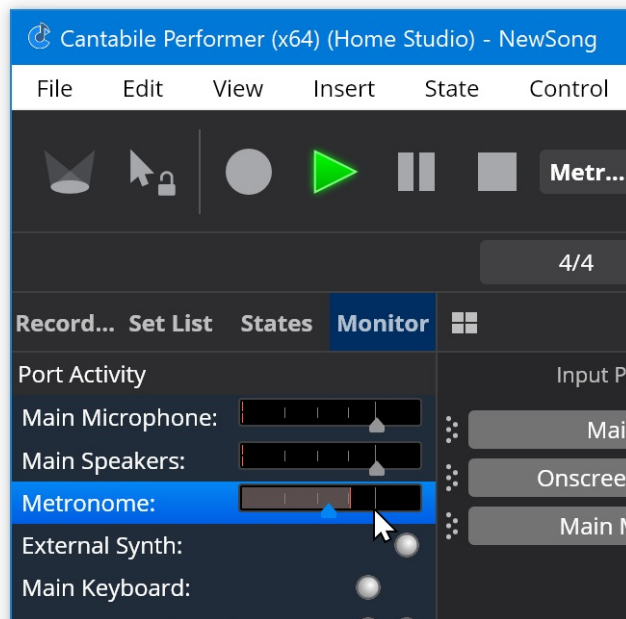 Cantabile Performer (x64) (Home Studio) - NewSong
File Edit View Insert State Control
Metr...
4/4
Record... Set List States Monitor
Port Activity
Input P
Main Microphone:
Mai
Main Speakers:
Onscree
Metronome:
Main M
External Synth:
Main Keyboard: